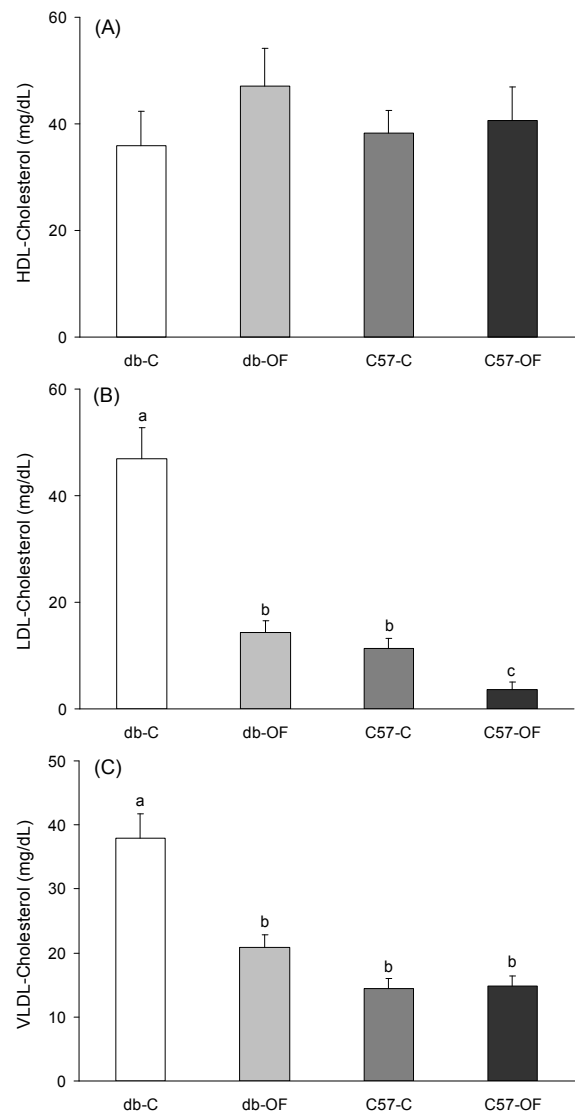 (A)
HDL-Cholesterol (mg/dL)
60
40
20
0
db-C db-OF C57-C C57-OF
(B)
LDL-Cholesterol (mg/dL)
60
40
20
0
a
b
b
c
db-C db-OF C57-C C57-OF
(C)
VLDL-Cholesterol (mg/dL)
50
40
30
20
10
0
a
b
b
b
db-C db-OF C57-C C57-OF